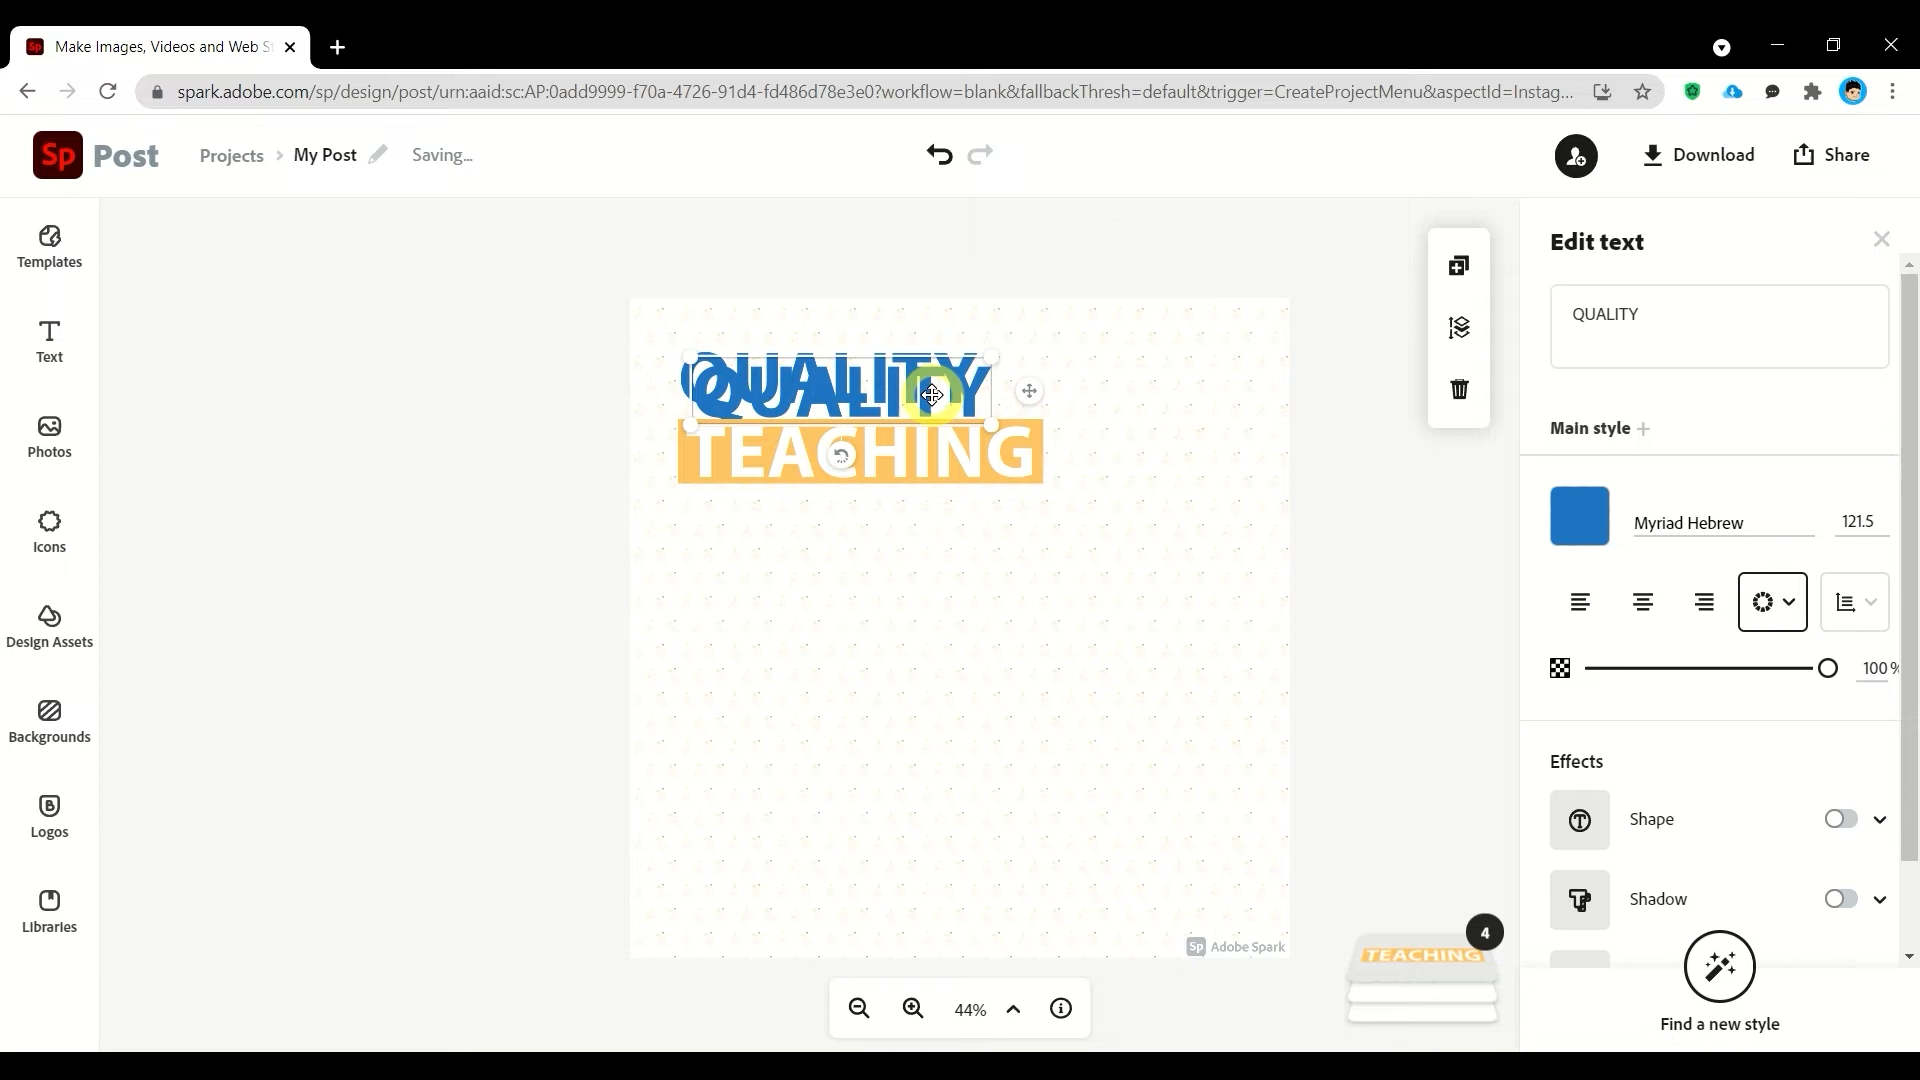 Make Images, Videos and Web St
spark.adobe.com/sp/design/post/urn:aaid:sc:AP:0add9999-f70a-4726-91d4-fd486d78e3e0?workflow=blank&fallbackThresh=default&trigger=CreateProjectMenu&aspectId=Instag...
Sp Post
Projects > My Post Saving...
Download
Share
Templates
Text
Photos
Icons
Design Assets
Backgrounds
Logos
Libraries
QUALITY
QUALITY
TEACHING
Sp Adobe Spark
44%
4
TEACHING
Edit text
QUALITY
Main style +
Myriad Hebrew 121.5
100%
Effects
Shape
Shadow
Find a new style